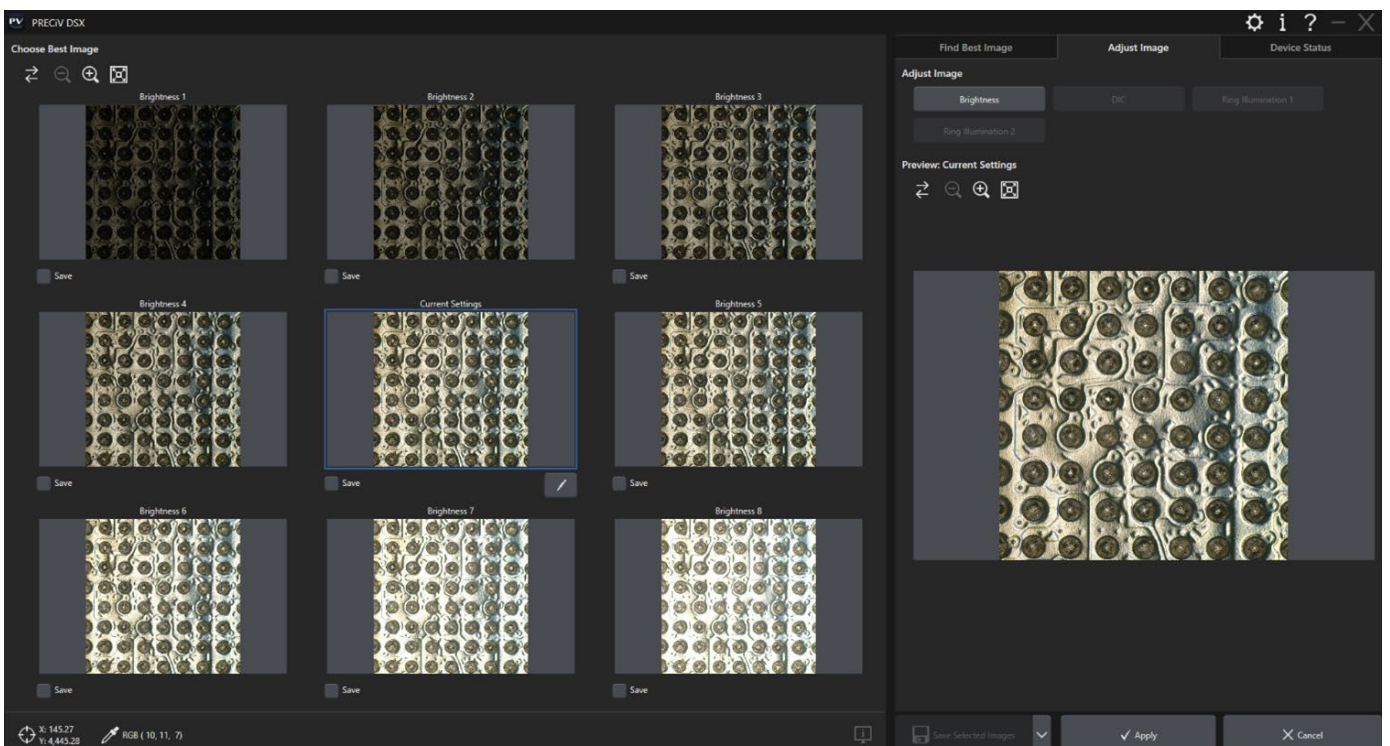 PV PRECiV DSX
Choose Best Image
Brightness 1
Brightness 2
Brightness 3
Save
Save
Save
Brightness 4
Current Settings
Brightness 5
Save
Save
Save
Brightness 6
Brightness 7
Brightness 8
Save
Save
Save
X: 145.27
Y: 4,445.28
RGB ( 10, 11, 7)
Find Best Image
Adjust Image
Device Status
Adjust Image
Brightness
DIC
Ring Illumination 1
Ring Illumination 2
Preview: Current Settings
Save Selected Images
Apply
Cancel